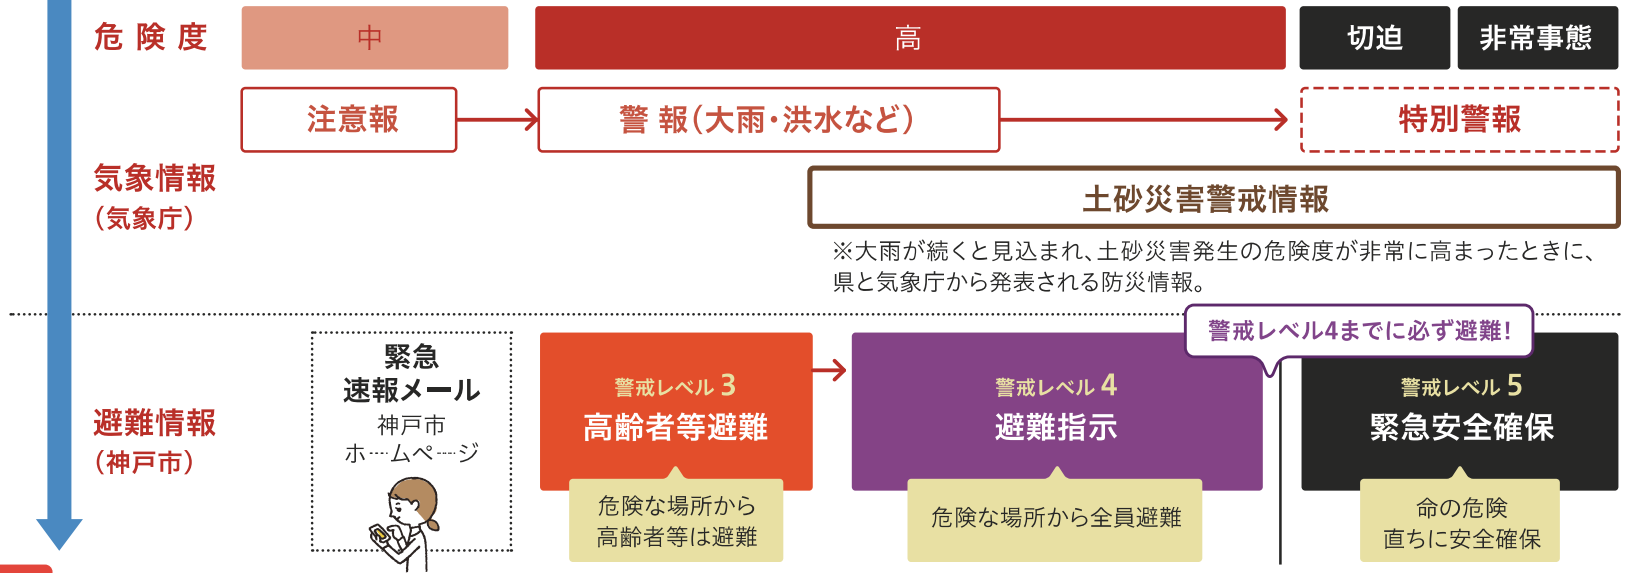 危険度
中
高
切迫
非常事態
注意報
警報(大雨・洪水など)
特別警報
気象情報
(気象庁)
土砂災害警戒情報
※大雨が続くと見込まれ、土砂災害発生の危険度が非常に高まったときに、
県と気象庁から発表される防災情報。
警戒レベル4までに必ず避難!
避難情報
(神戸市)
緊急
速報メール
神戸市
ホームページ
警戒レベル 3
高齢者等避難
危険な場所から
高齢者等は避難
警戒レベル 4
避難指示
危険な場所から全員避難
警戒レベル 5
緊急安全確保
命の危険
直ちに安全確保